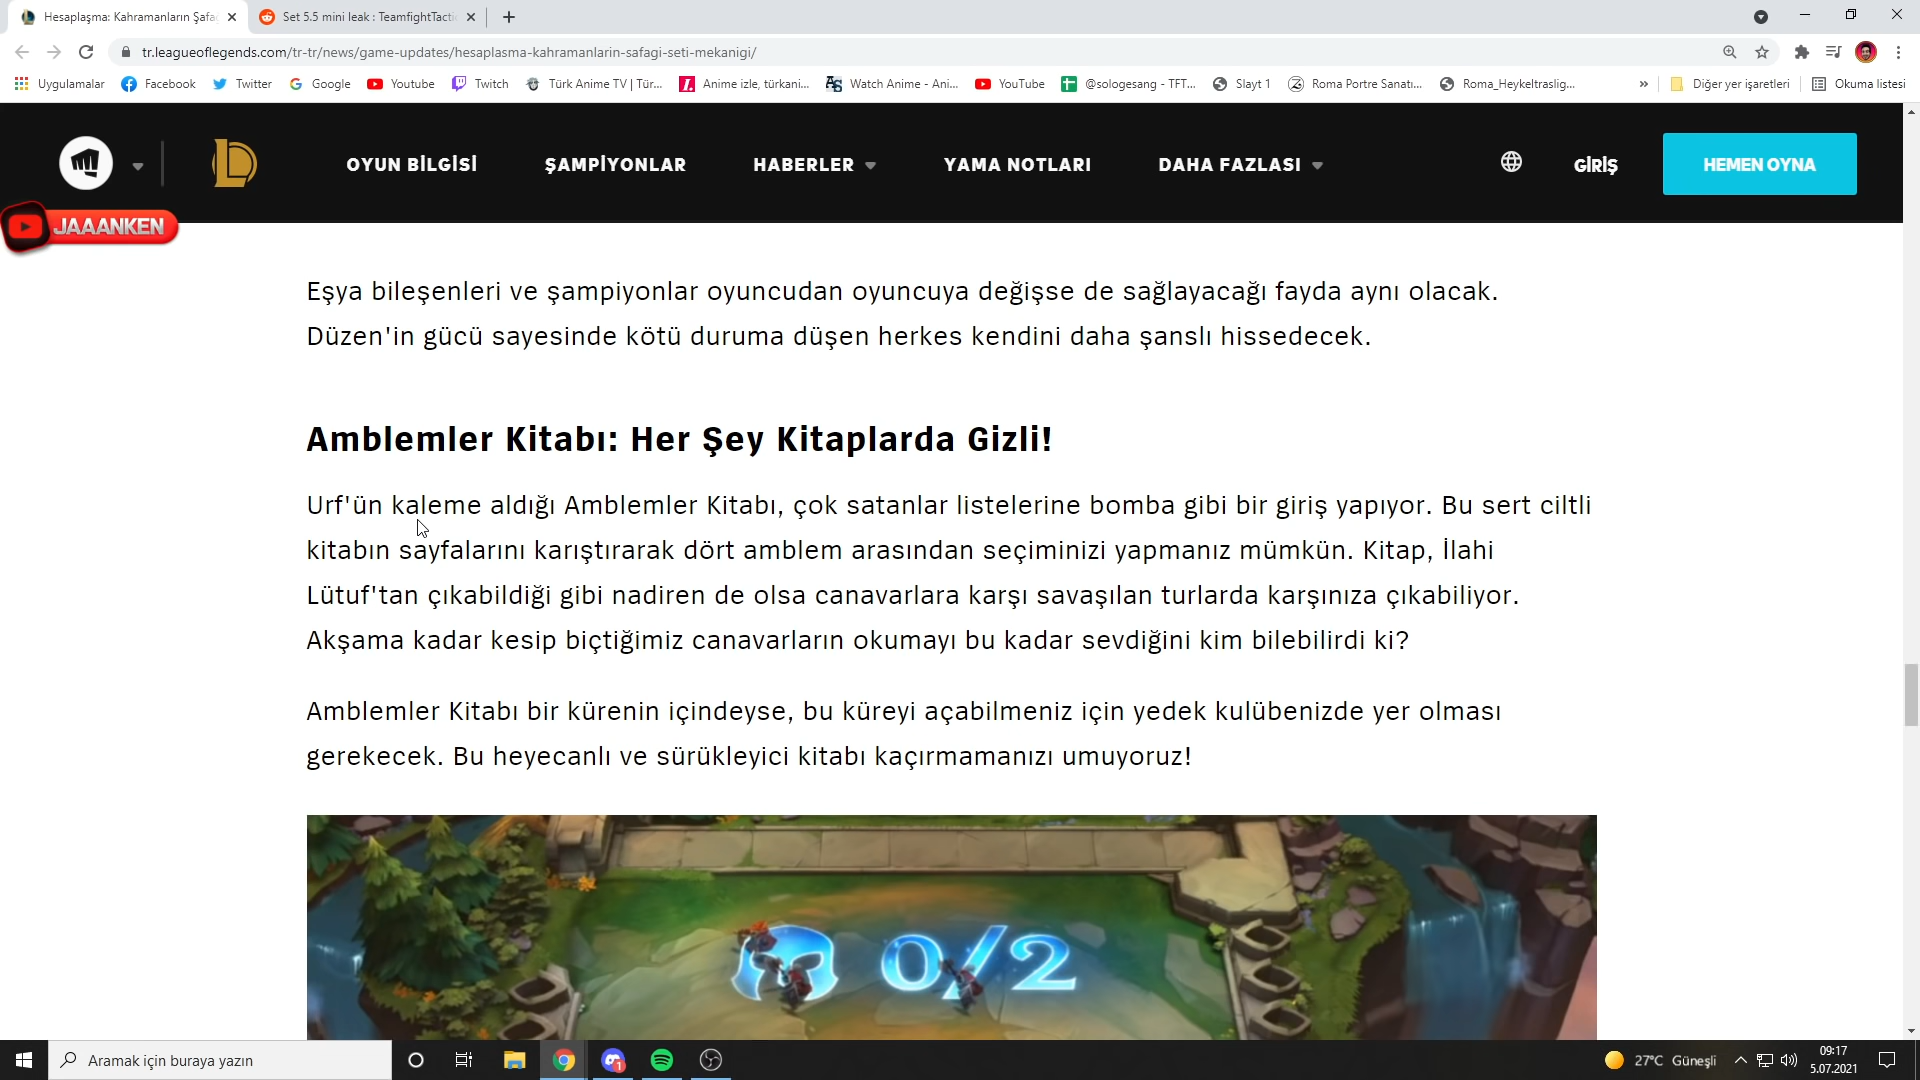 Hesaplaşma: Kahramanların Şafa
Set 5.5 mini leak : TeamfightTactic
tr.leagueoflegends.com/tr-tr/news/game-updates/hesaplasma-kahramanlarin-safagi-seti-mekanigi/
Uygulamalar
Facebook
Twitter
Google
Youtube
Twitch
Türk Anime TV | Tür...
Anime izle, türkani...
Watch Anime - Ani...
YouTube
@sologesang - TFT...
Slayt 1
Roma Portre Sanatı...
Roma_Heykeltraslig...
»
Diğer yer işaretleri
Okuma listesi
OYUN BİLGİSİ
ŞAMPİYONLAR
HABERLER
YAMA NOTLARI
DAHA FAZLASI
GİRİŞ
HEMEN OYNA
JAAANKEN
Eşya bileşenleri ve şampiyonlar oyuncudan oyuncuya değişse de sağlayacağı fayda aynı olacak.
Düzen'in gücü sayesinde kötü duruma düşen herkes kendini daha şanslı hissedecek.
Amblemler Kitabı: Her Şey Kitaplarda Gizli!
Urf'ün kaleme aldığı Amblemler Kitabı, çok satanlar listelerine bomba gibi bir giriş yapıyor. Bu sert ciltli
kitabın sayfalarını karıştırarak dört amblem arasından seçiminizi yapmanız mümkün. Kitap, İlahi
Lütuf'tan çıkabildiği gibi nadiren de olsa canavarlara karşı savaşılan turlarda karşınıza çıkabiliyor.
Akşama kadar kesip biçtiğimiz canavarların okumayı bu kadar sevdiğini kim bilebilirdi ki?
Amblemler Kitabı bir kürenin içindeyse, bu küreyi açabilmeniz için yedek kulübenizde yer olması
gerekecek. Bu heyecanlı ve sürükleyici kitabı kaçırmamanızı umuyoruz!
0/2
Aramak için buraya yazın
1
27°C Güneşli
09:17
5.07.2021